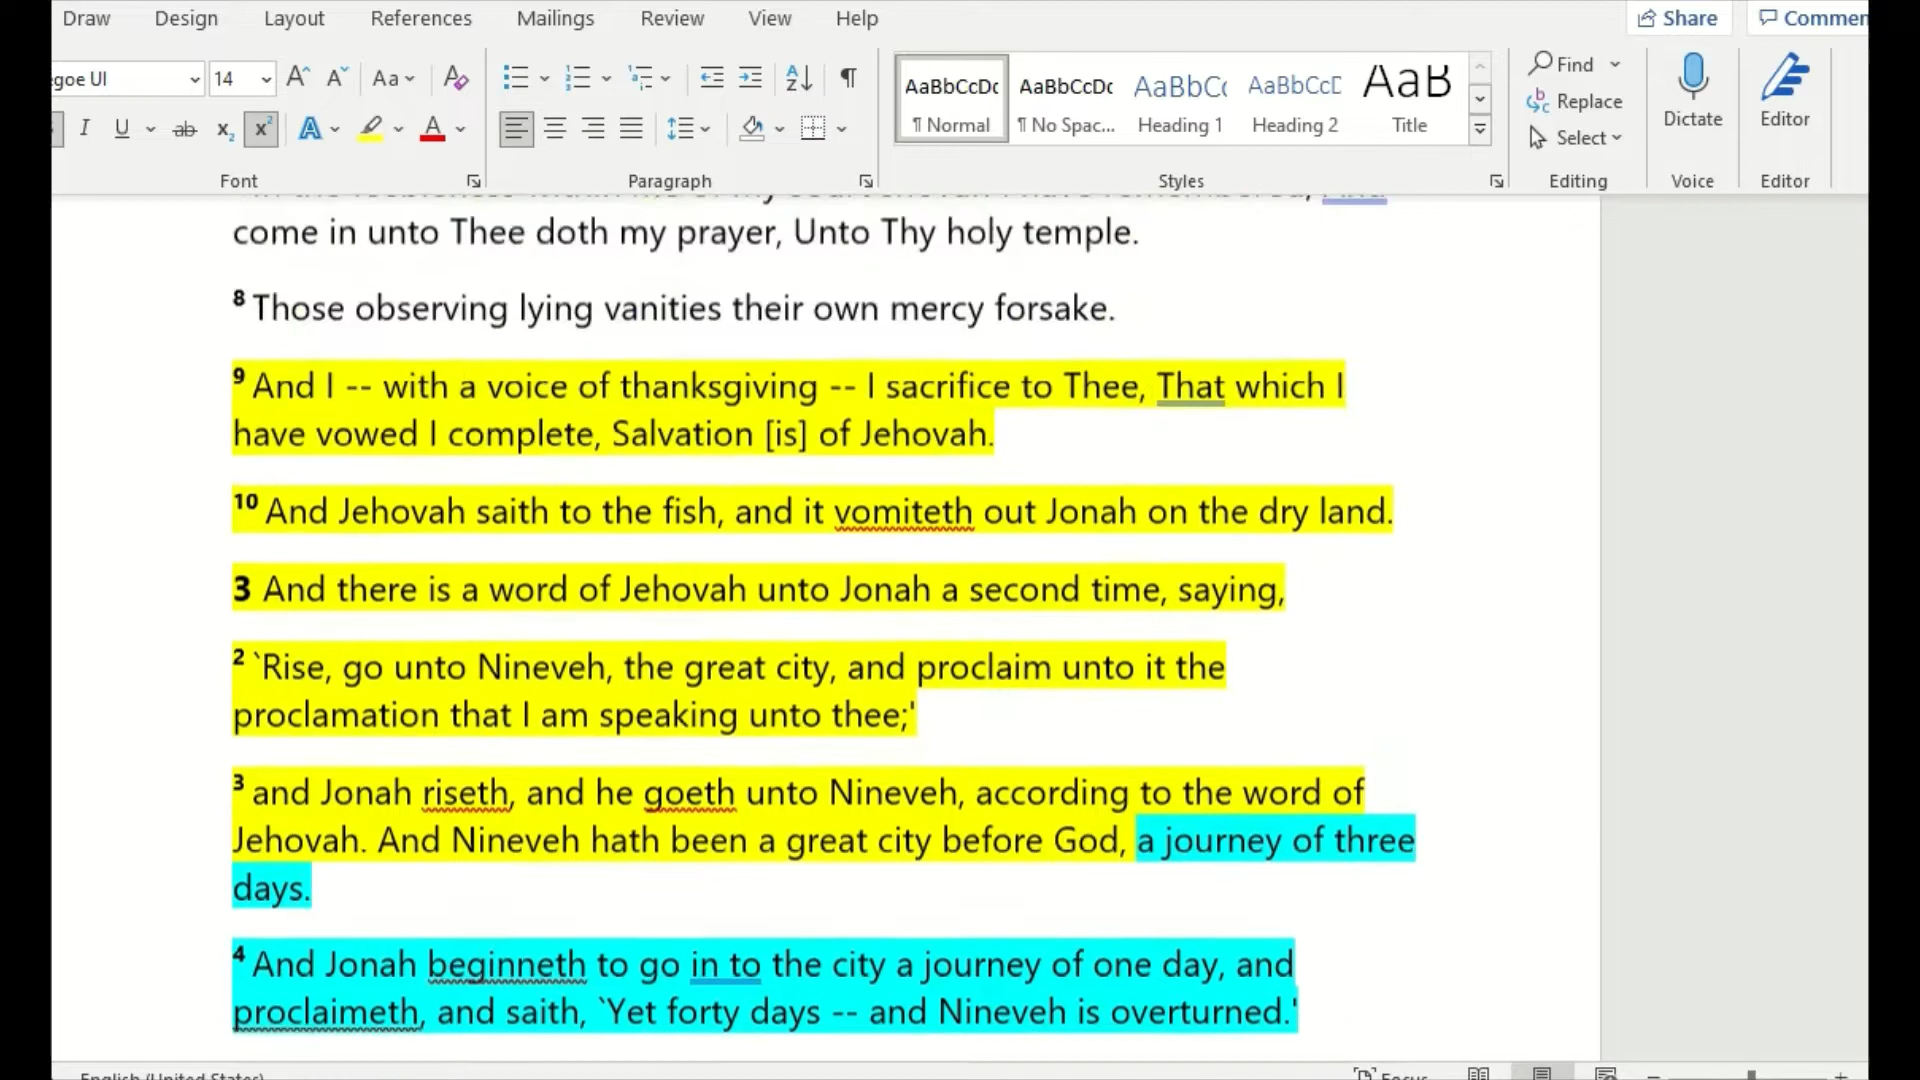 Draw Design Layout References Mailings Review View Help Share Commen
egoe UI 14 Aa AaBbCcDc AaBbCcDc AaBbCc AaBbCcD AaB Find
¶ Normal ¶ No Spac... Heading 1 Heading 2 Title Replace Dictate Editor
Select
Font Paragraph Styles Editing Voice Editor
come in unto Thee doth my prayer, Unto Thy holy temple.
8 Those observing lying vanities their own mercy forsake.
9 And I -- with a voice of thanksgiving -- I sacrifice to Thee, That which I
have vowed I complete, Salvation [is] of Jehovah.
10 And Jehovah saith to the fish, and it vomiteth out Jonah on the dry land.
3 And there is a word of Jehovah unto Jonah a second time, saying,
2 `Rise, go unto Nineveh, the great city, and proclaim unto it the
proclamation that I am speaking unto thee;'
3 and Jonah riseth, and he goeth unto Nineveh, according to the word of
Jehovah. And Nineveh hath been a great city before God, a journey of three
days.
4 And Jonah beginneth to go in to the city a journey of one day, and
proclaimeth, and saith, `Yet forty days -- and Nineveh is overturned.'
English (United States) Focus